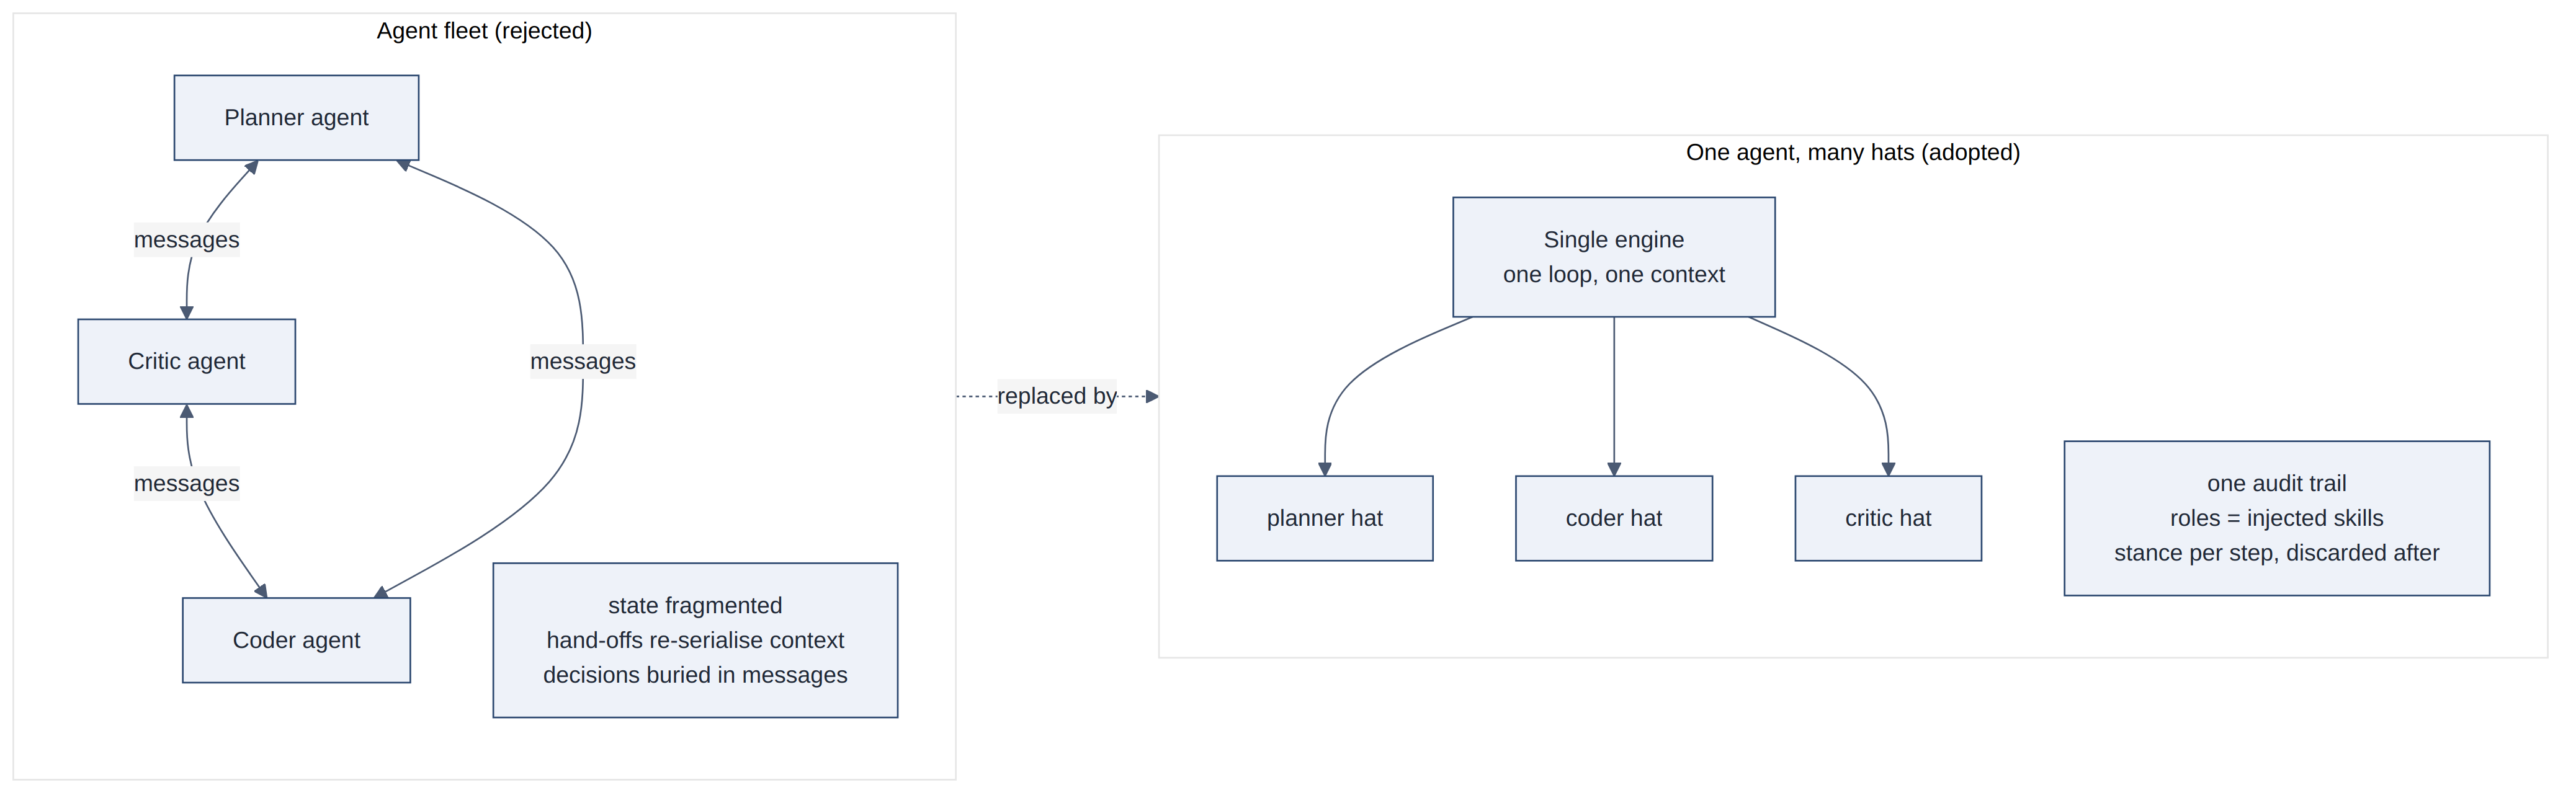 Agent fleet (rejected)
Planner agent
messages
Critic agent
messages
messages
Coder agent
state fragmented
hand-offs re-serialise context
decisions buried in messages
replaced by
One agent, many hats (adopted)
Single engine
one loop, one context
planner hat
coder hat
critic hat
one audit trail
roles = injected skills
stance per step, discarded after